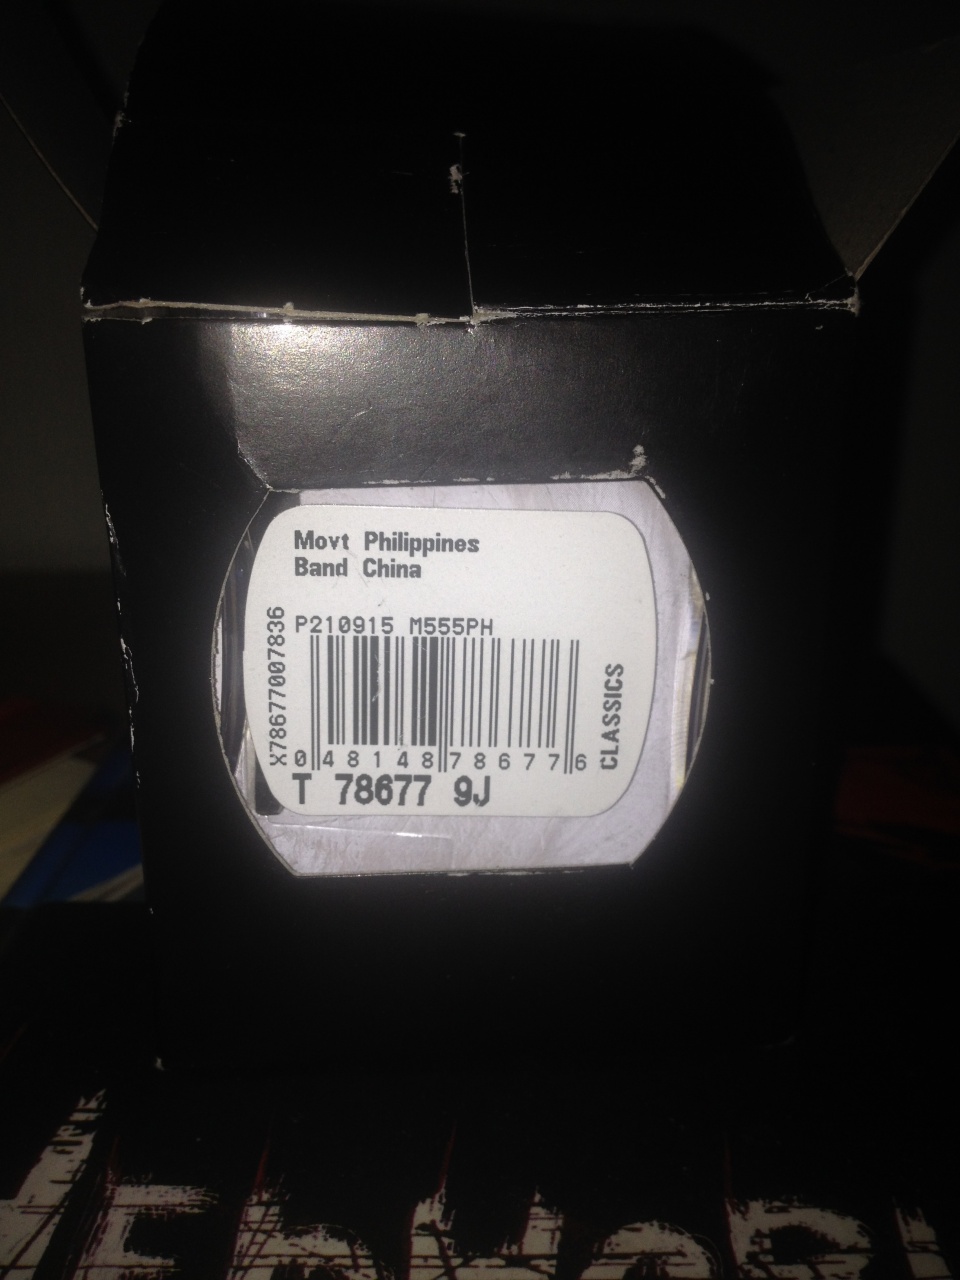 Movt Philippines
Band China
P210915 M555PH
X78677007836
CLASSICS
0 48148 78677 6
T 78677 9J